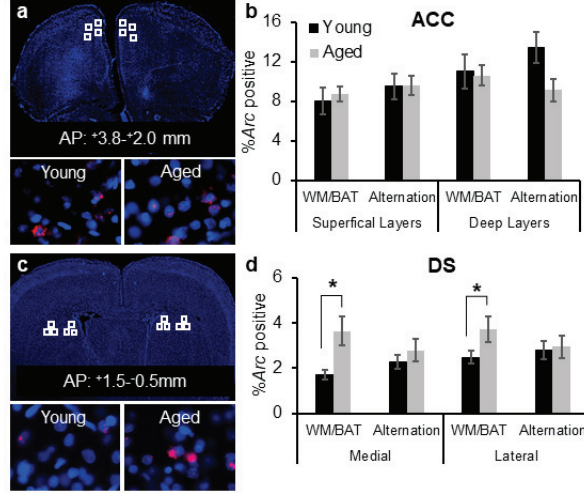 a
AP: +3.8-+2.0 mm
Young
Aged
b
ACC
Young
Aged
%Arc positive
16
12
8
4
0
WM/BAT
Alternation
WM/BAT
Alternation
Superfical Layers
Deep Layers
c
AP: +1.5--0.5mm
Young
Aged
d
DS
%Arc positive
6
4
2
0
*
*
WM/BAT
Alternation
WM/BAT
Alternation
Medial
Lateral